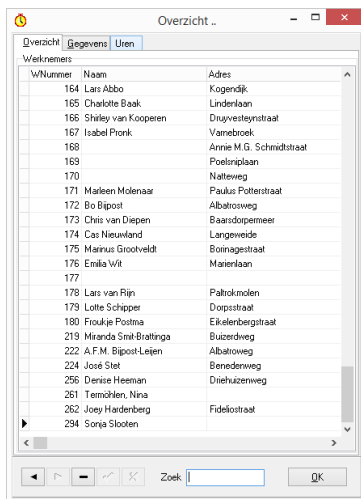 Overzicht ..
Overzicht Gegevens Uren
Werknemers
WNummer Naam Adres
164 Lars Abbo Kogendijk
165 Charlotte Baak Lindenlaan
166 Shirley van Kooperen Druyvesteynstraat
167 Isabel Pronk Varnebroek
168 Annie M.G. Schmidtstraat
169 Poelsniplaan
170 Natteweg
171 Marleen Molenaar Paulus Potterstraat
172 Bo Bijpost Albatrosweg
173 Chris van Diepen Baarsdorpermeer
174 Cas Nieuwland Langeweide
175 Marinus Grootveldt Borinagestraat
176 Emilia Wit Marienlaan
177
178 Lars van Rijn Paltrokmolen
179 Lotte Schipper Dorpsstraat
180 Froukje Postma Eikelenbergstraat
219 Miranda Smit-Brattinga Buizerdweg
222 A.F.M. Bijpost-Leijen Albatroweg
224 José Stet Benedenweg
256 Denise Heeman Driehuizenweg
261 Termöhlen, Nina
262 Joey Hardenberg Fideliostraat
294 Sonja Slooten
Zoek OK